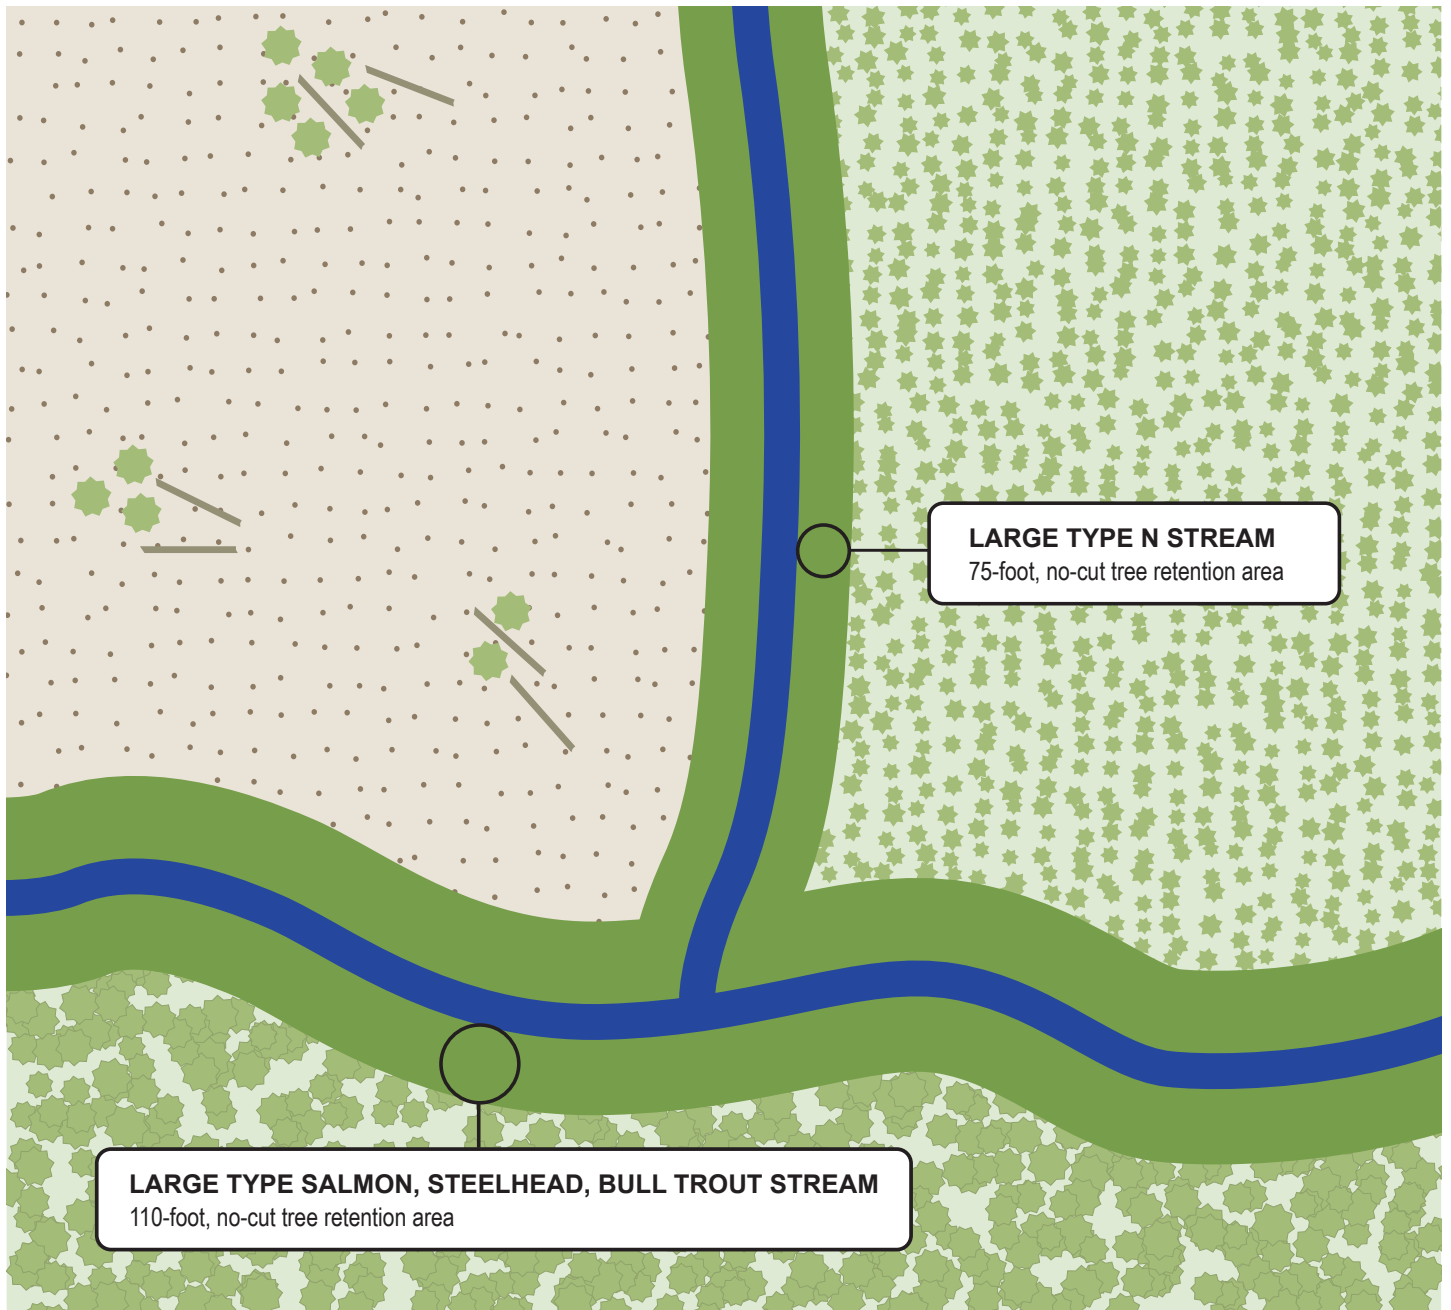 LARGE TYPE N STREAM
75-foot, no-cut tree retention area
LARGE TYPE SALMON, STEELHEAD, BULL TROUT STREAM
110-foot, no-cut tree retention area